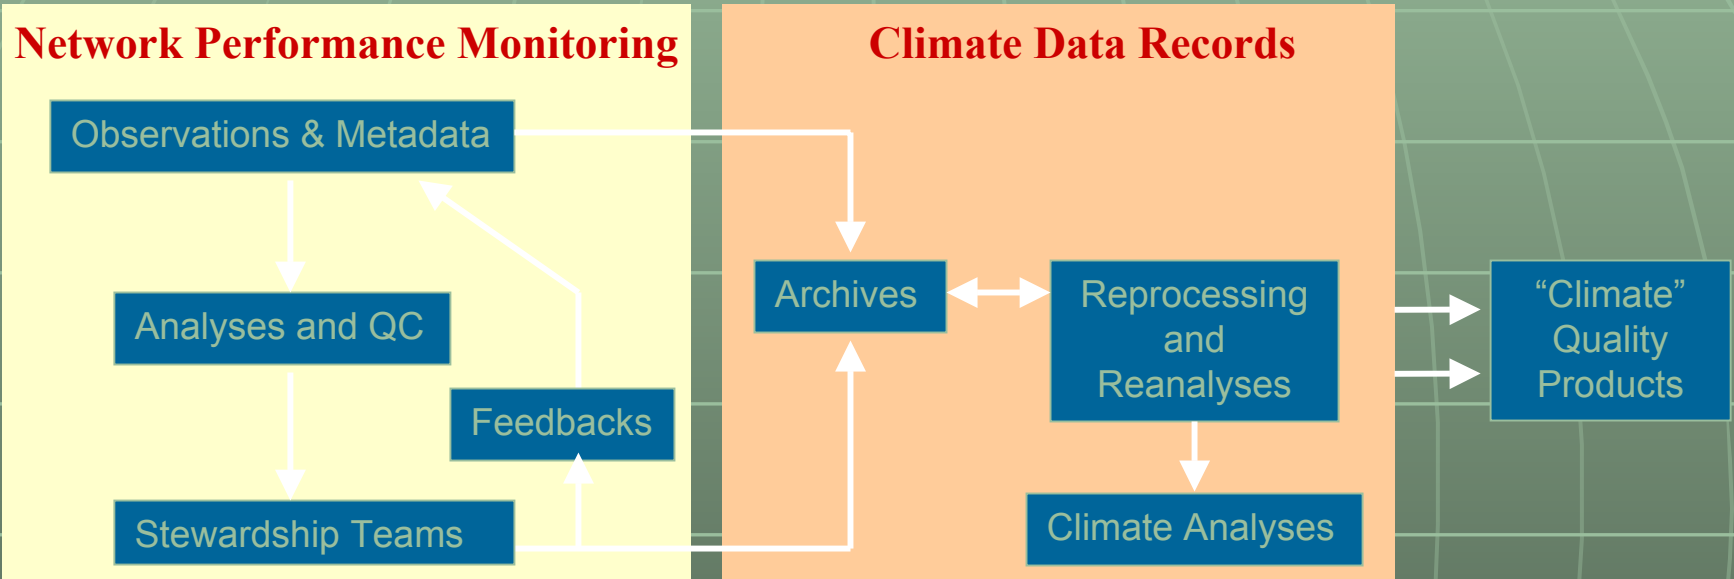 Network Performance Monitoring
Climate Data Records
Observations & Metadata
Analyses and QC
Feedbacks
Stewardship Teams
Archives
Reprocessing
and
Reanalyses
Climate Analyses
“Climate”
Quality
Products